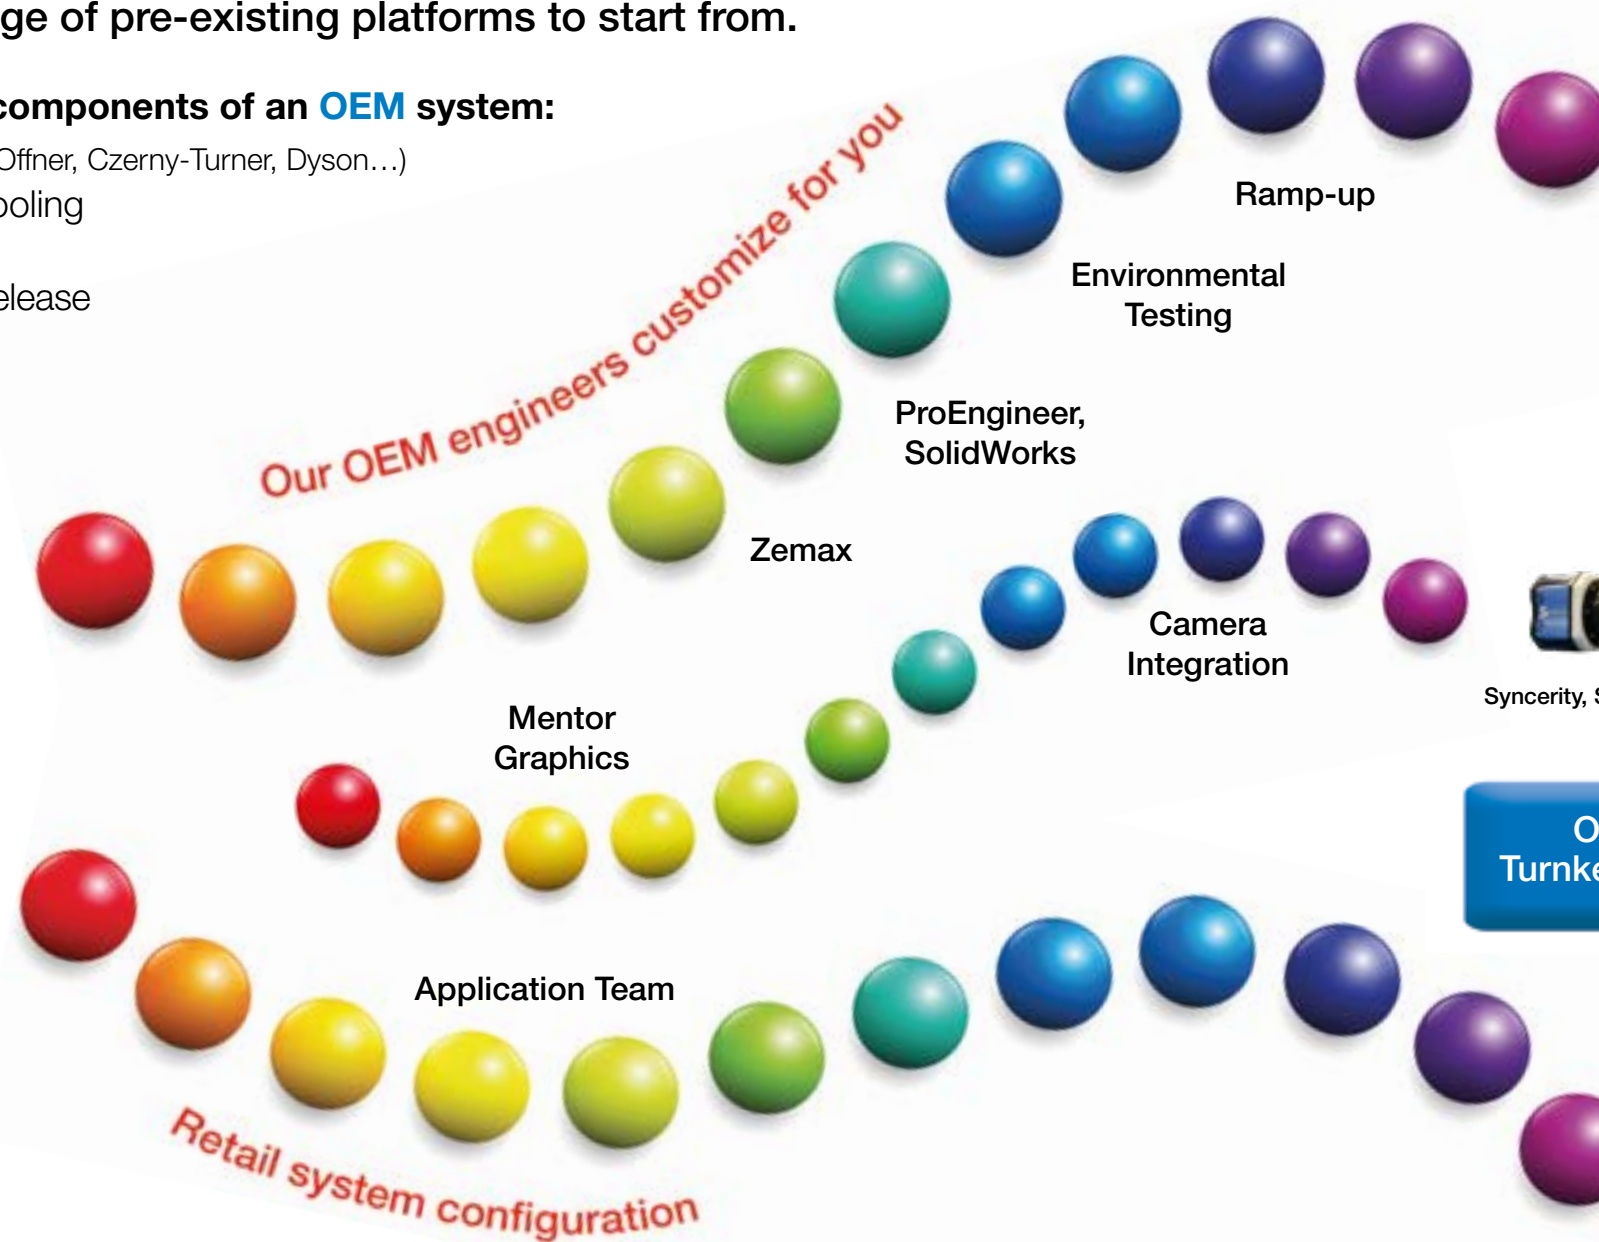 ge of pre-existing platforms to start from.
components of an OEM system:
Offner, Czerny-Turner, Dyson…)
ooling
elease
Our OEM engineers customize for you
Ramp-up
Environmental
Testing
ProEngineer,
SolidWorks
Zemax
Camera
Integration
Syncerity, S
Mentor
Graphics
O
Turnke
Application Team
Retail system configuration